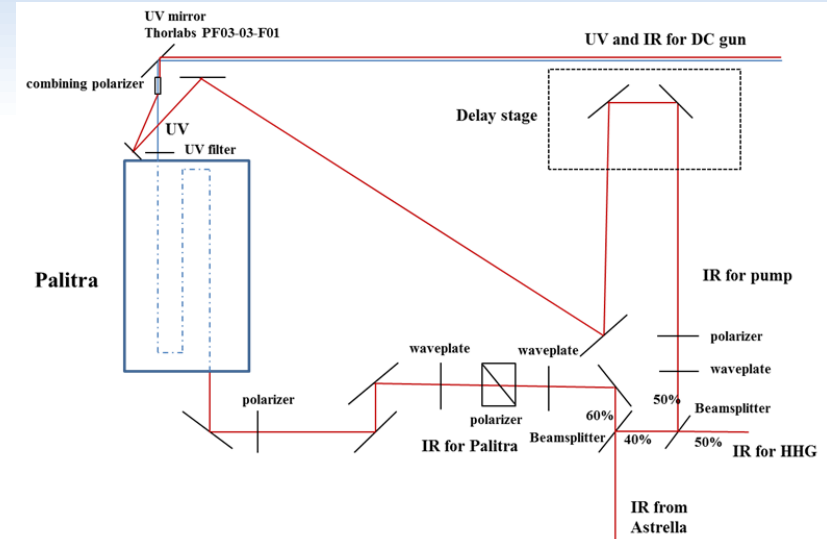 UV mirror
Thorlabs PF03-03-F01
UV and IR for DC gun
combining polarizer
Delay stage
UV
UV filter
Palitra
IR for pump
polarizer
waveplate
waveplate
waveplate
polarizer
50%
Beamsplitter
polarizer
60%
IR for Palitra
Beamsplitter
40%
50%
IR for HHG
IR from
Astrella